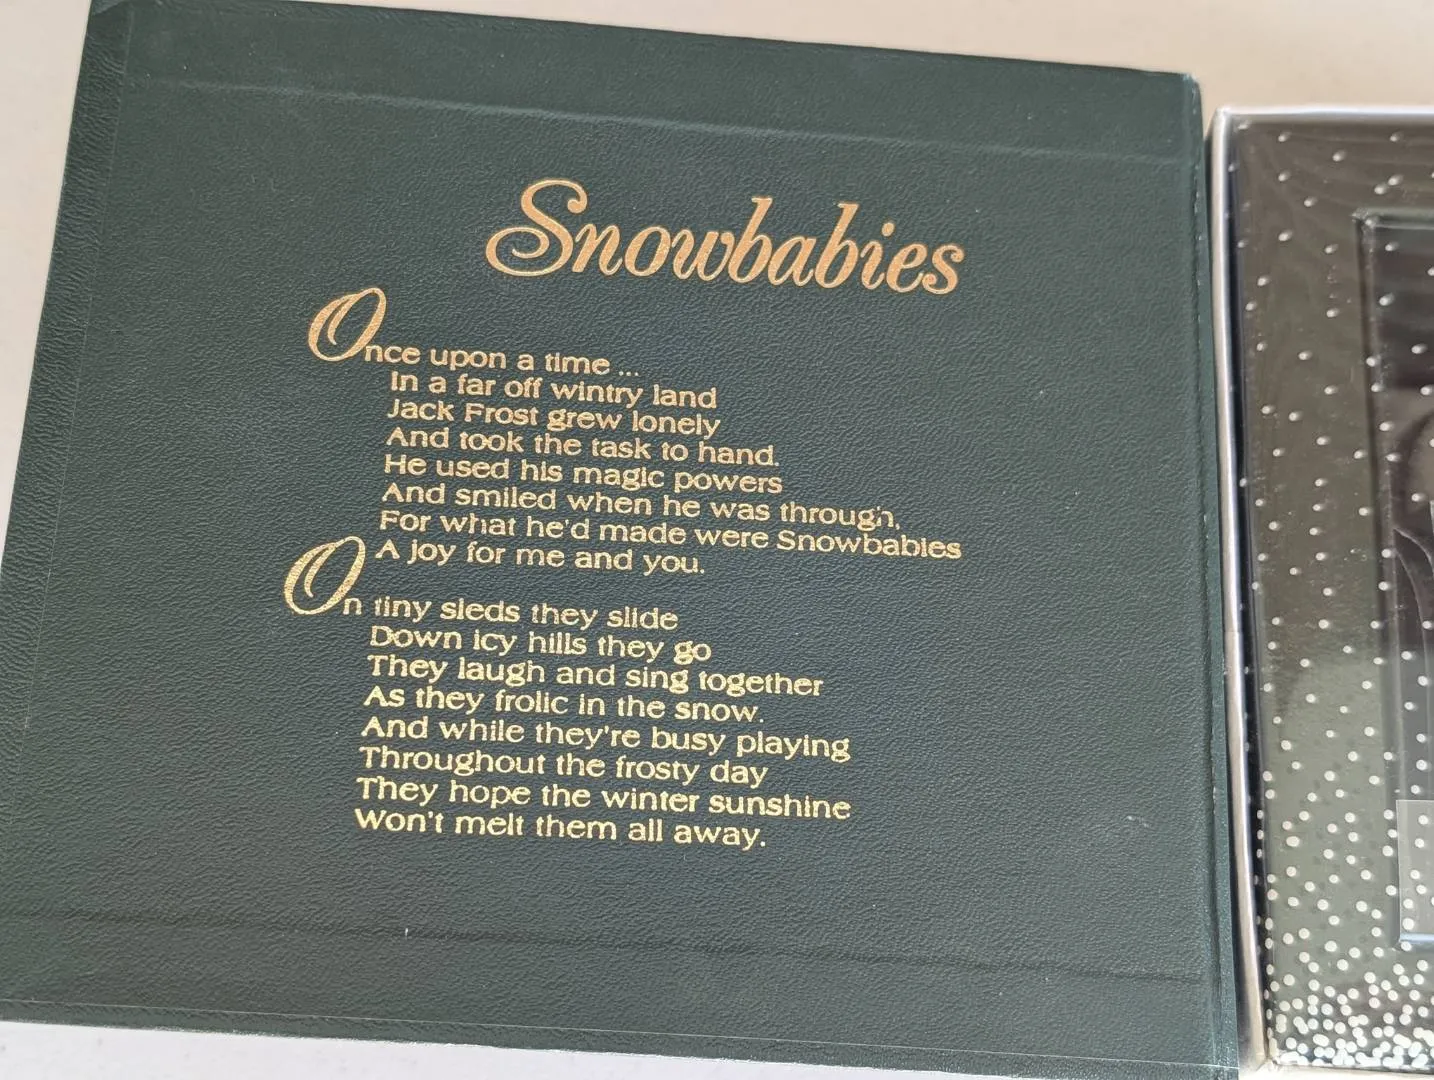 Snowbabies
Once upon a time ...
In a far off wintry land
Jack Frost grew lonely
And took the task to hand.
He used his magic powers
And smiled when he was through,
For what he'd made were Snowbabies
A joy for me and you.
On tiny sleds they slide
Down icy hills they go
They laugh and sing together
As they frolic in the snow.
And while they're busy playing
Throughout the frosty day
They hope the winter sunshine
Won't melt them all away.